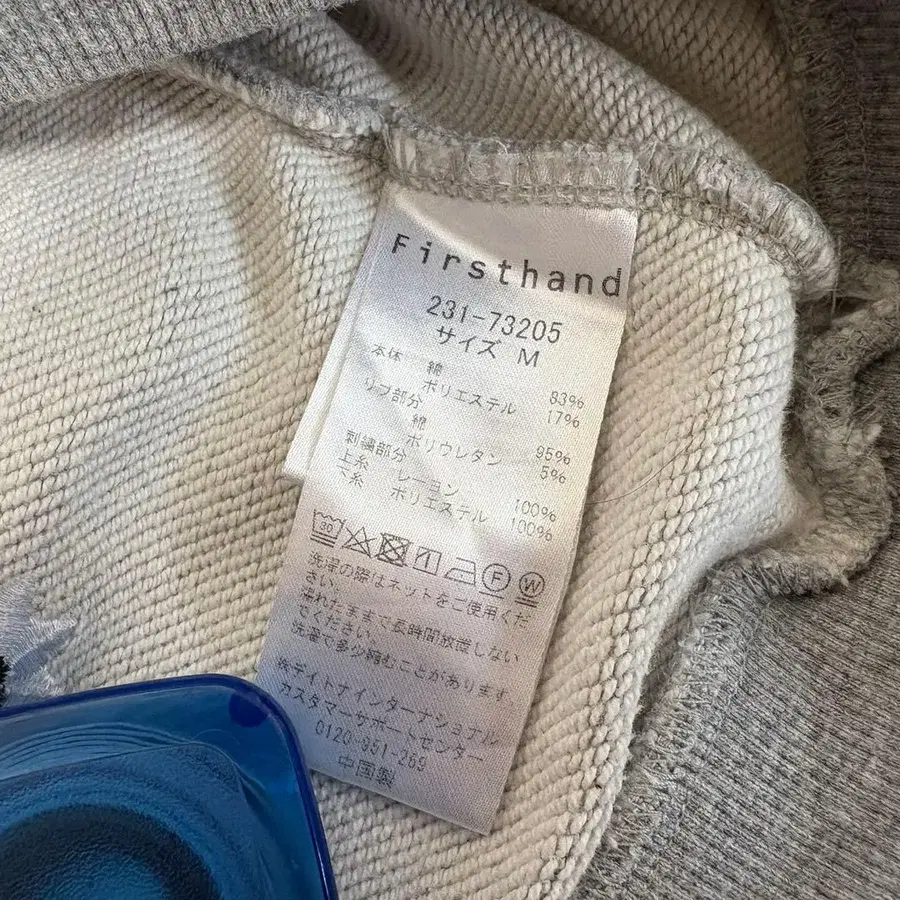 Firsthand
231-73205
サイズ M
本体 綿 83%
ポリエステル 17%
リブ部分
綿 95%
ポリウレタン 5%
刺繍部分
上糸 レーヨン 100%
下糸 ポリエステル 100%
30 F W
洗濯の際はネットをご使用くだ
さい。
濡れたままで長時間放置しない
でください。
洗濯で多少縮むことがあります。
㈱デイトナインターナショナル
カスタマーサポートセンター
0120-951-269
中国製